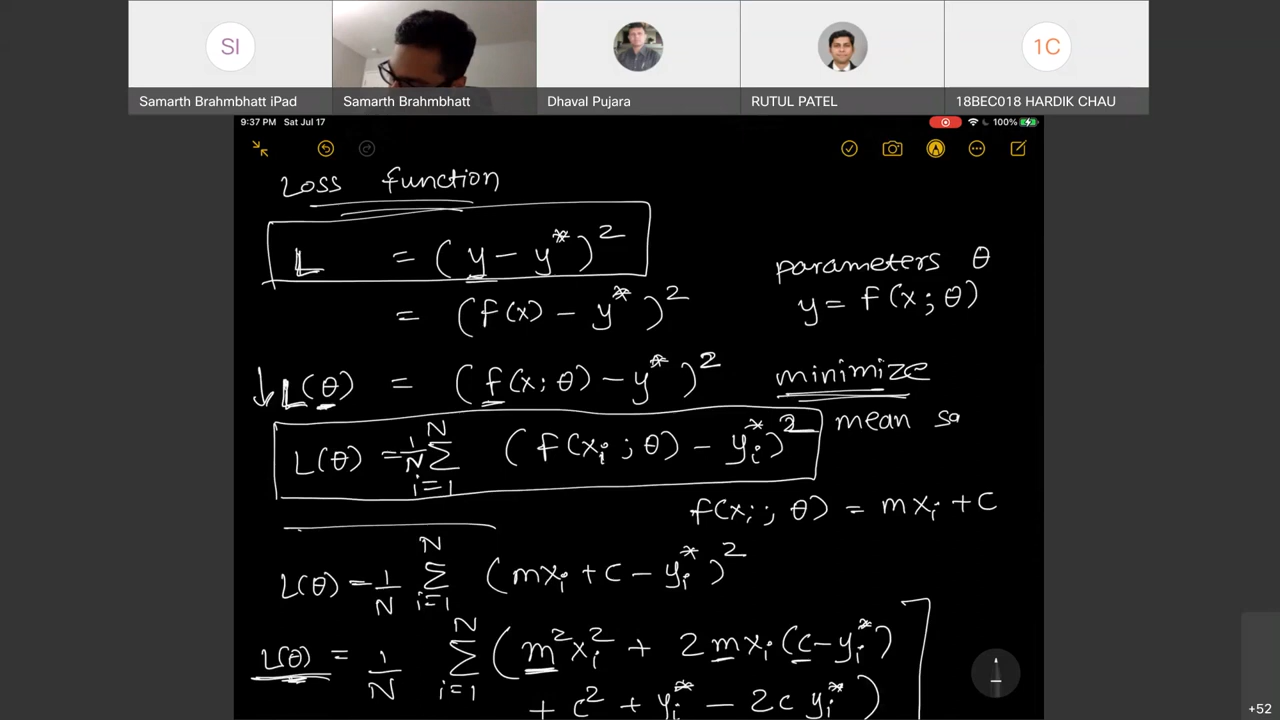 SI
1C
Samarth Brahmbhatt iPad
Samarth Brahmbhatt
Dhaval Pujara
RUTUL PATEL
18BEC018 HARDIK CHAU
9:37 PM Sat Jul 17
100%
Loss function
L = (y - y*)²
= (f(x) - y*)²
parameters θ
y = f(x; θ)
↓ L(θ) = (f(x; θ) - y*)²
minimize
L(θ) = 1/N Σ_{i=1}^{N} (f(xᵢ; θ) - yᵢ*)²
mean sq
f(xᵢ; θ) = mxᵢ + c
L(θ) = 1/N Σ_{i=1}^{N} (mxᵢ + c - yᵢ*)²
L(θ) = 1/N Σ_{i=1}^{N} (m²xᵢ² + 2mxᵢ(c - yᵢ*)
+ c² + yᵢ* - 2c yᵢ*)
+52